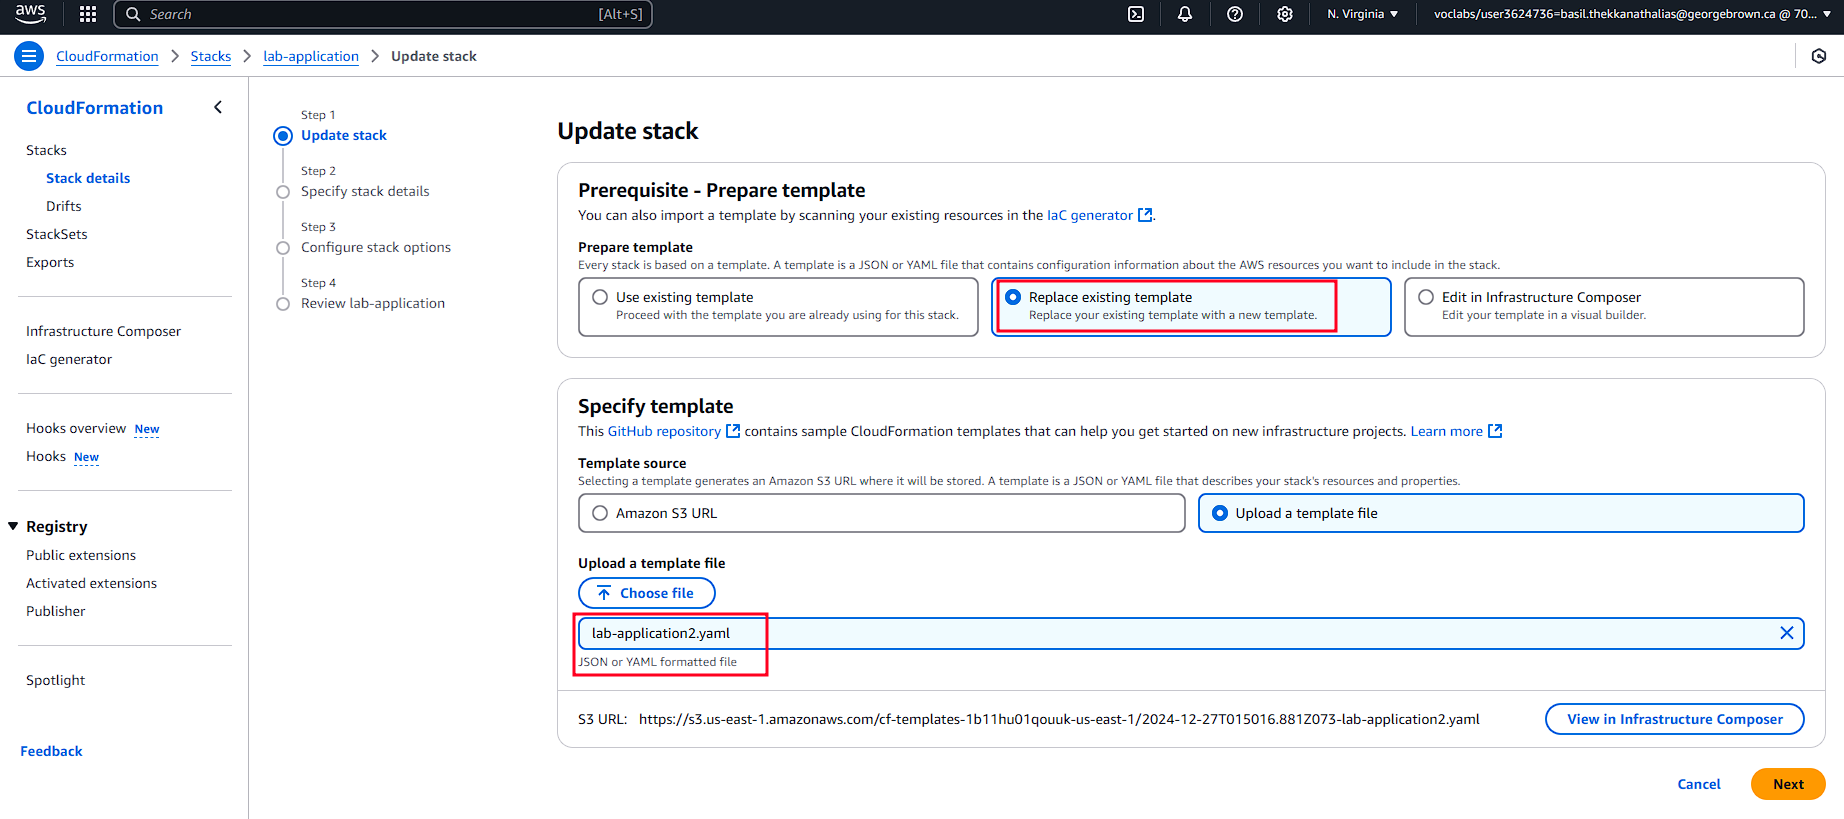 aws Search [Alt+S] N. Virginia voclabs/user3624736=basil.thekkanathalias@georgebrown.ca @ 70...
CloudFormation Stacks lab-application Update stack
CloudFormation
Stacks
Stack details
Drifts
StackSets
Exports
Infrastructure Composer
IaC generator
Hooks overview New
Hooks New
Registry
Public extensions
Activated extensions
Publisher
Spotlight
Feedback
Step 1
Update stack
Step 2
Specify stack details
Step 3
Configure stack options
Step 4
Review lab-application
Update stack
Prerequisite - Prepare template
You can also import a template by scanning your existing resources in the IaC generator.
Prepare template
Every stack is based on a template. A template is a JSON or YAML file that contains configuration information about the AWS resources you want to include in the stack.
Use existing template
Proceed with the template you are already using for this stack.
Replace existing template
Replace your existing template with a new template.
Edit in Infrastructure Composer
Edit your template in a visual builder.
Specify template
This GitHub repository contains sample CloudFormation templates that can help you get started on new infrastructure projects. Learn more
Template source
Selecting a template generates an Amazon S3 URL where it will be stored. A template is a JSON or YAML file that describes your stack's resources and properties.
Amazon S3 URL
Upload a template file
Upload a template file
Choose file
lab-application2.yaml
JSON or YAML formatted file
S3 URL: https://s3.us-east-1.amazonaws.com/cf-templates-1b11hu01qouuk-us-east-1/2024-12-27T015016.881Z073-lab-application2.yaml
View in Infrastructure Composer
Cancel Next